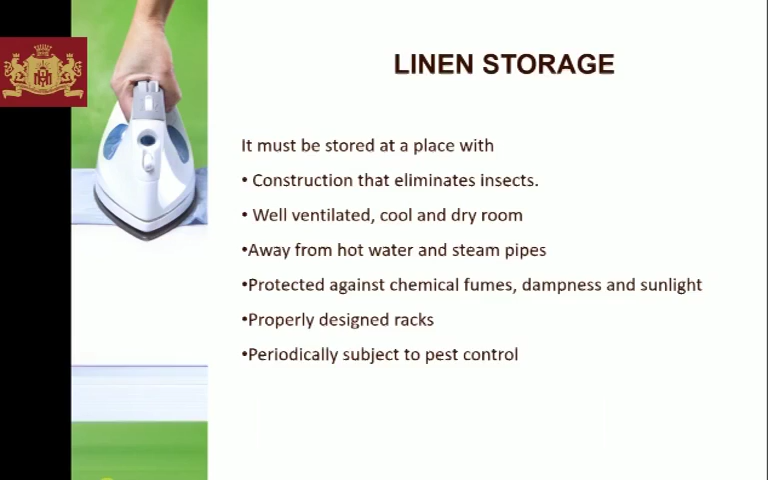 LINEN STORAGE
It must be stored at a place with
• Construction that eliminates insects.
• Well ventilated, cool and dry room
•Away from hot water and steam pipes
•Protected against chemical fumes, dampness and sunlight
•Properly designed racks
•Periodically subject to pest control